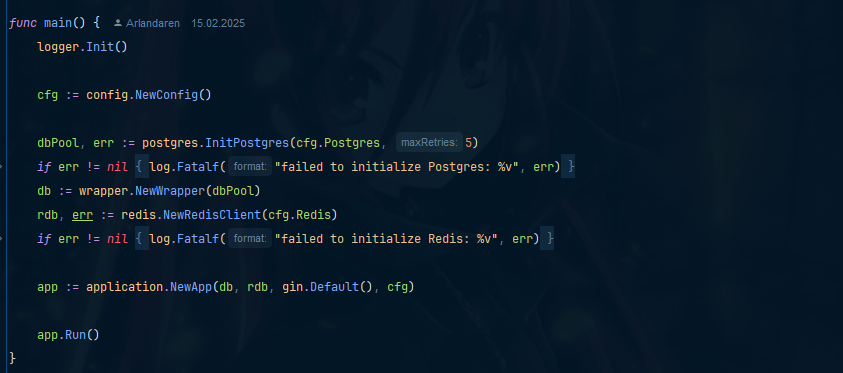 func main() { Arlandaren 15.02.2025
logger.Init()
cfg := config.NewConfig()
dbPool, err := postgres.InitPostgres(cfg.Postgres, maxRetries: 5)
if err != nil { log.Fatalf( format: "failed to initialize Postgres: %v", err) }
db := wrapper.NewWrapper(dbPool)
rdb, err := redis.NewRedisClient(cfg.Redis)
if err != nil { log.Fatalf( format: "failed to initialize Redis: %v", err) }
app := application.NewApp(db, rdb, gin.Default(), cfg)
app.Run()
}